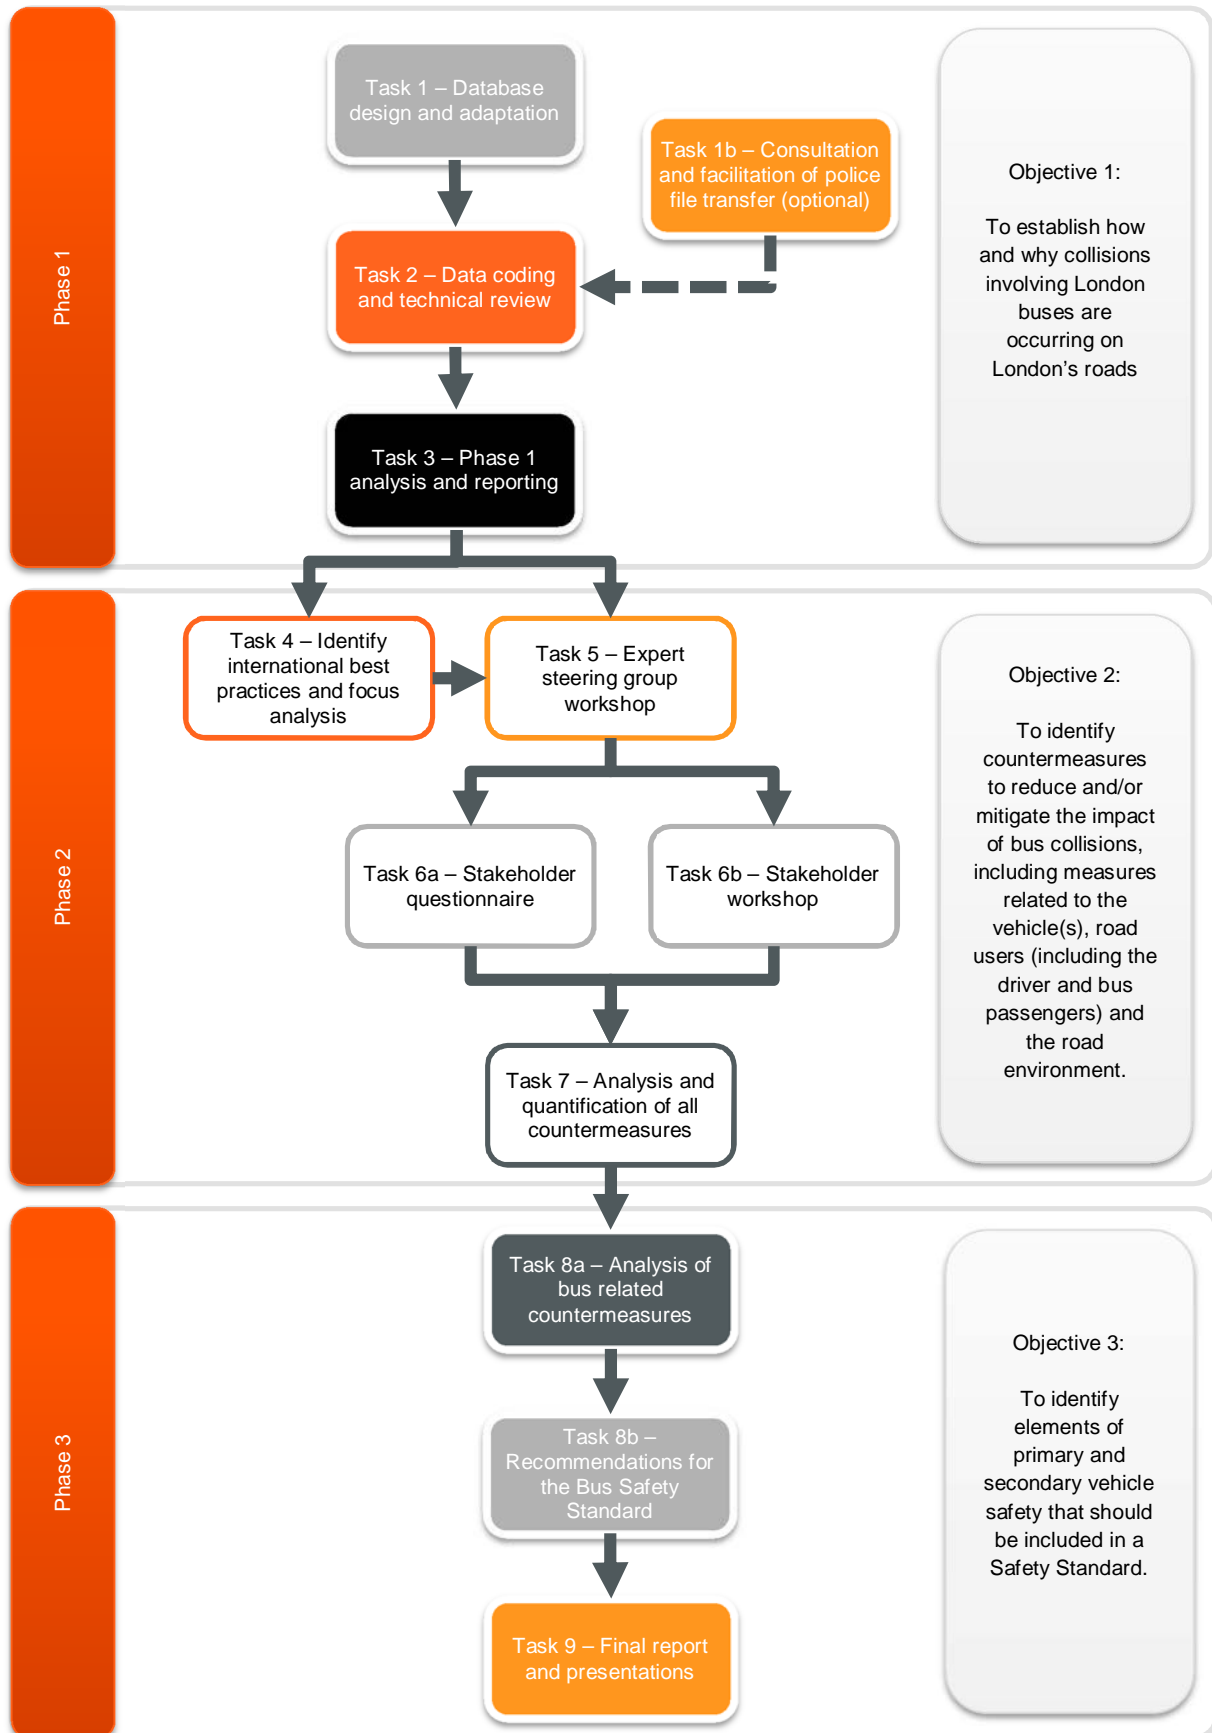 Phase 1
Task 1 – Database
design and adaptation
Task 1b – Consultation
and facilitation of police
file transfer (optional)
Task 2 – Data coding
and technical review
Task 3 – Phase 1
analysis and reporting
Objective 1:
To establish how
and why collisions
involving London
buses are
occurring on
London’s roads
Phase 2
Task 4 – Identify
international best
practices and focus
analysis
Task 5 – Expert
steering group
workshop
Task 6a – Stakeholder
questionnaire
Task 6b – Stakeholder
workshop
Task 7 – Analysis and
quantification of all
countermeasures
Objective 2:
To identify
countermeasures
to reduce and/or
mitigate the impact
of bus collisions,
including measures
related to the
vehicle(s), road
users (including the
driver and bus
passengers) and
the road
environment.
Phase 3
Task 8a – Analysis of
bus related
countermeasures
Task 8b –
Recommendations for
the Bus Safety
Standard
Task 9 – Final report
and presentations
Objective 3:
To identify
elements of
primary and
secondary vehicle
safety that should
be included in a
Safety Standard.